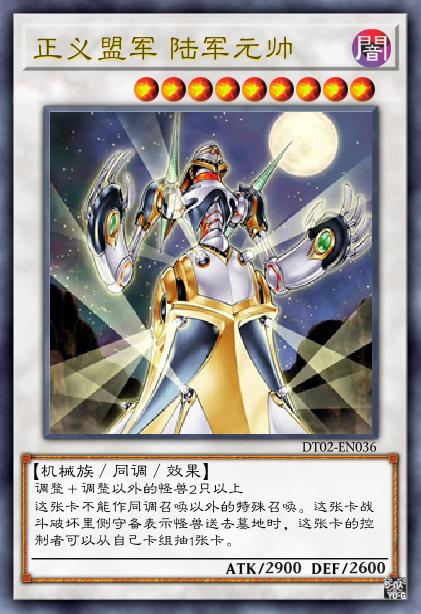 正义盟军 陆军元帅
闇
DT02-EN036
【机械族／同调／效果】
调整＋调整以外的怪兽2只以上
这张卡不能作同调召唤以外的特殊召唤。这张卡战
斗破坏里侧守备表示怪兽送去墓地时，这张卡的控
制者可以从自己卡组抽1张卡。
ATK/2900 DEF/2600